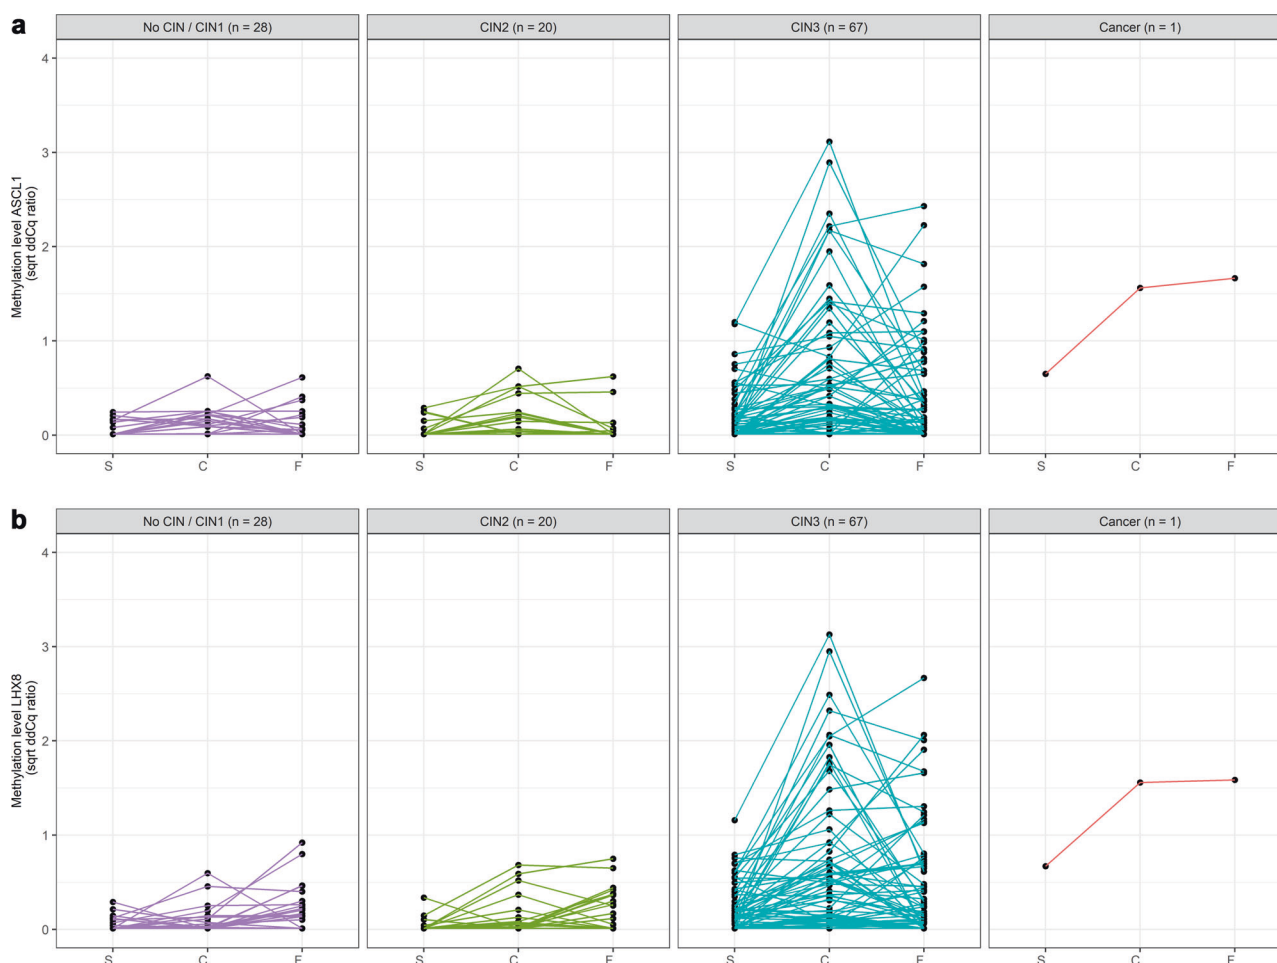 a
No CIN / CIN1 (n = 28)
CIN2 (n = 20)
CIN3 (n = 67)
Cancer (n = 1)
Methylation level ASCL1
(sqrt ddCq ratio)
4
3
2
1
0
S C F
S C F
S C F
S C F
b
No CIN / CIN1 (n = 28)
CIN2 (n = 20)
CIN3 (n = 67)
Cancer (n = 1)
Methylation level LHX8
(sqrt ddCq ratio)
4
3
2
1
0
S C F
S C F
S C F
S C F